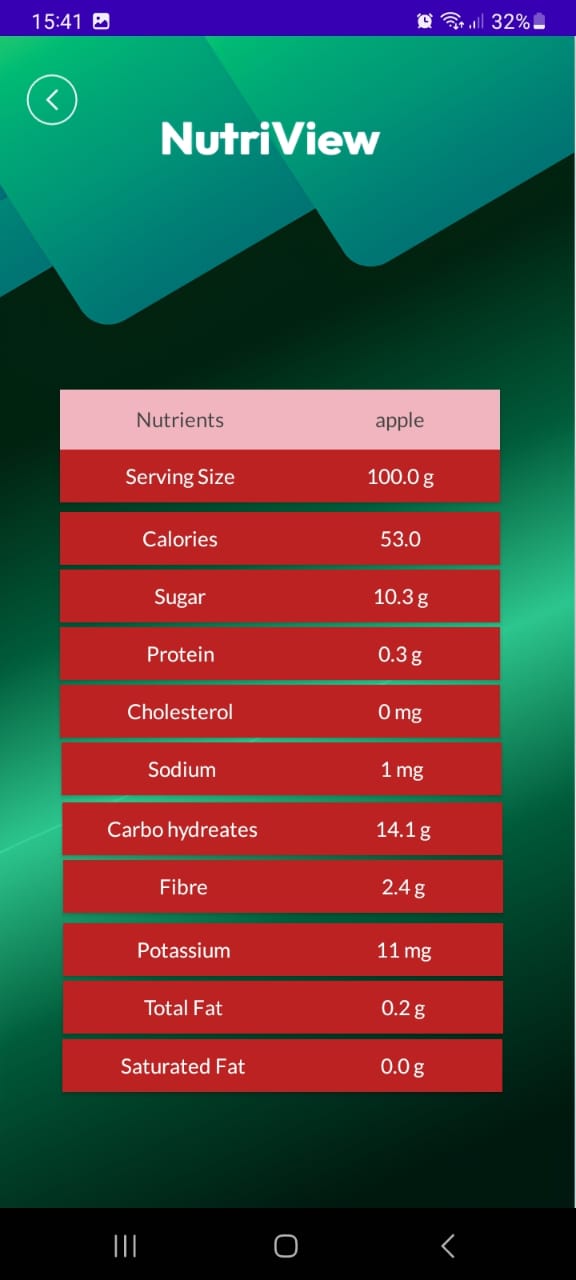 15:41 32%
NutriView
Nutrients apple
Serving Size 100.0 g
Calories 53.0
Sugar 10.3 g
Protein 0.3 g
Cholesterol 0 mg
Sodium 1 mg
Carbo hydreates 14.1 g
Fibre 2.4 g
Potassium 11 mg
Total Fat 0.2 g
Saturated Fat 0.0 g